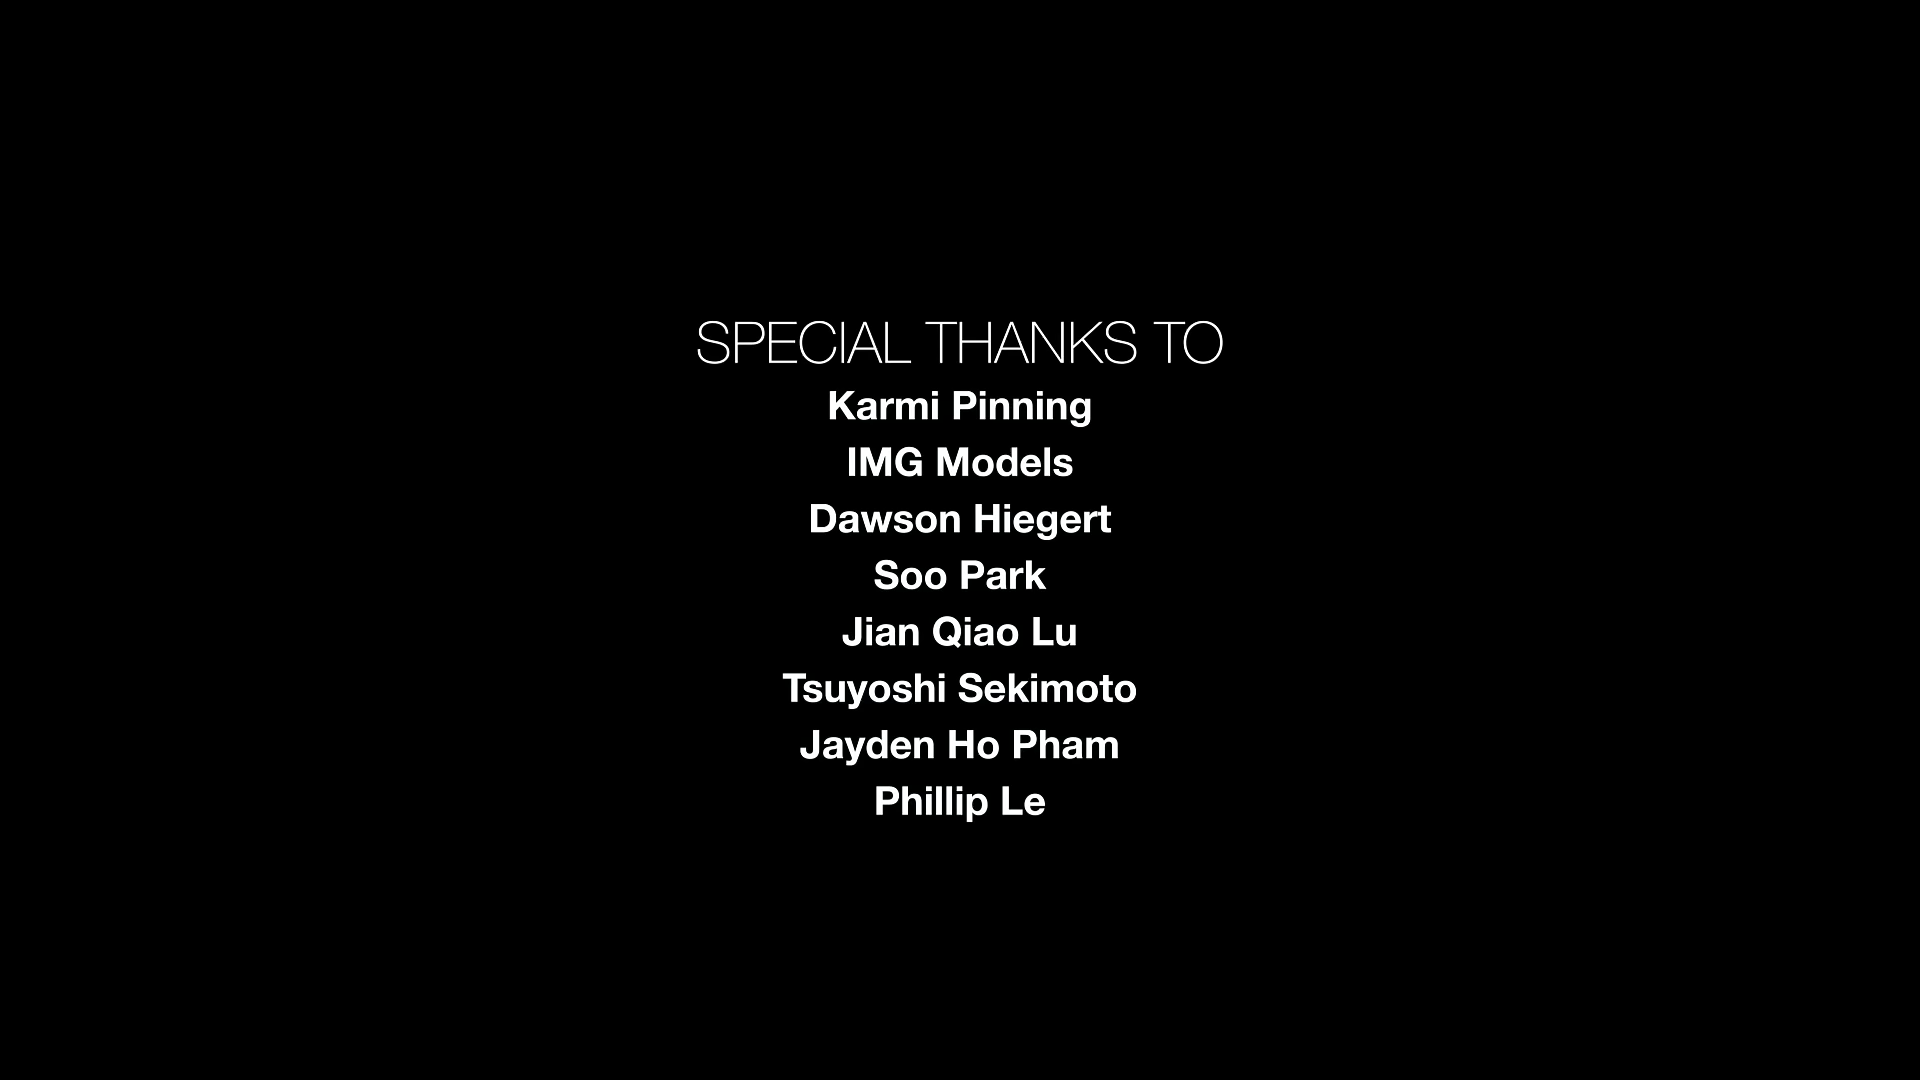 SPECIAL THANKS TO
Karmi Pinning
IMG Models
Dawson Hiegert
Soo Park
Jian Qiao Lu
Tsuyoshi Sekimoto
Jayden Ho Pham
Phillip Le